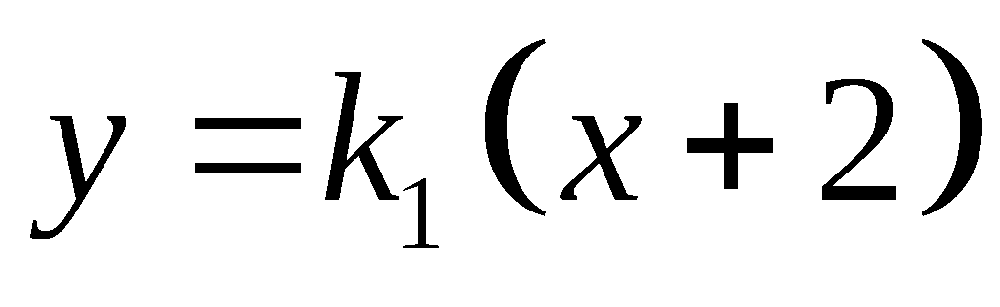 y = k₁(x + 2)